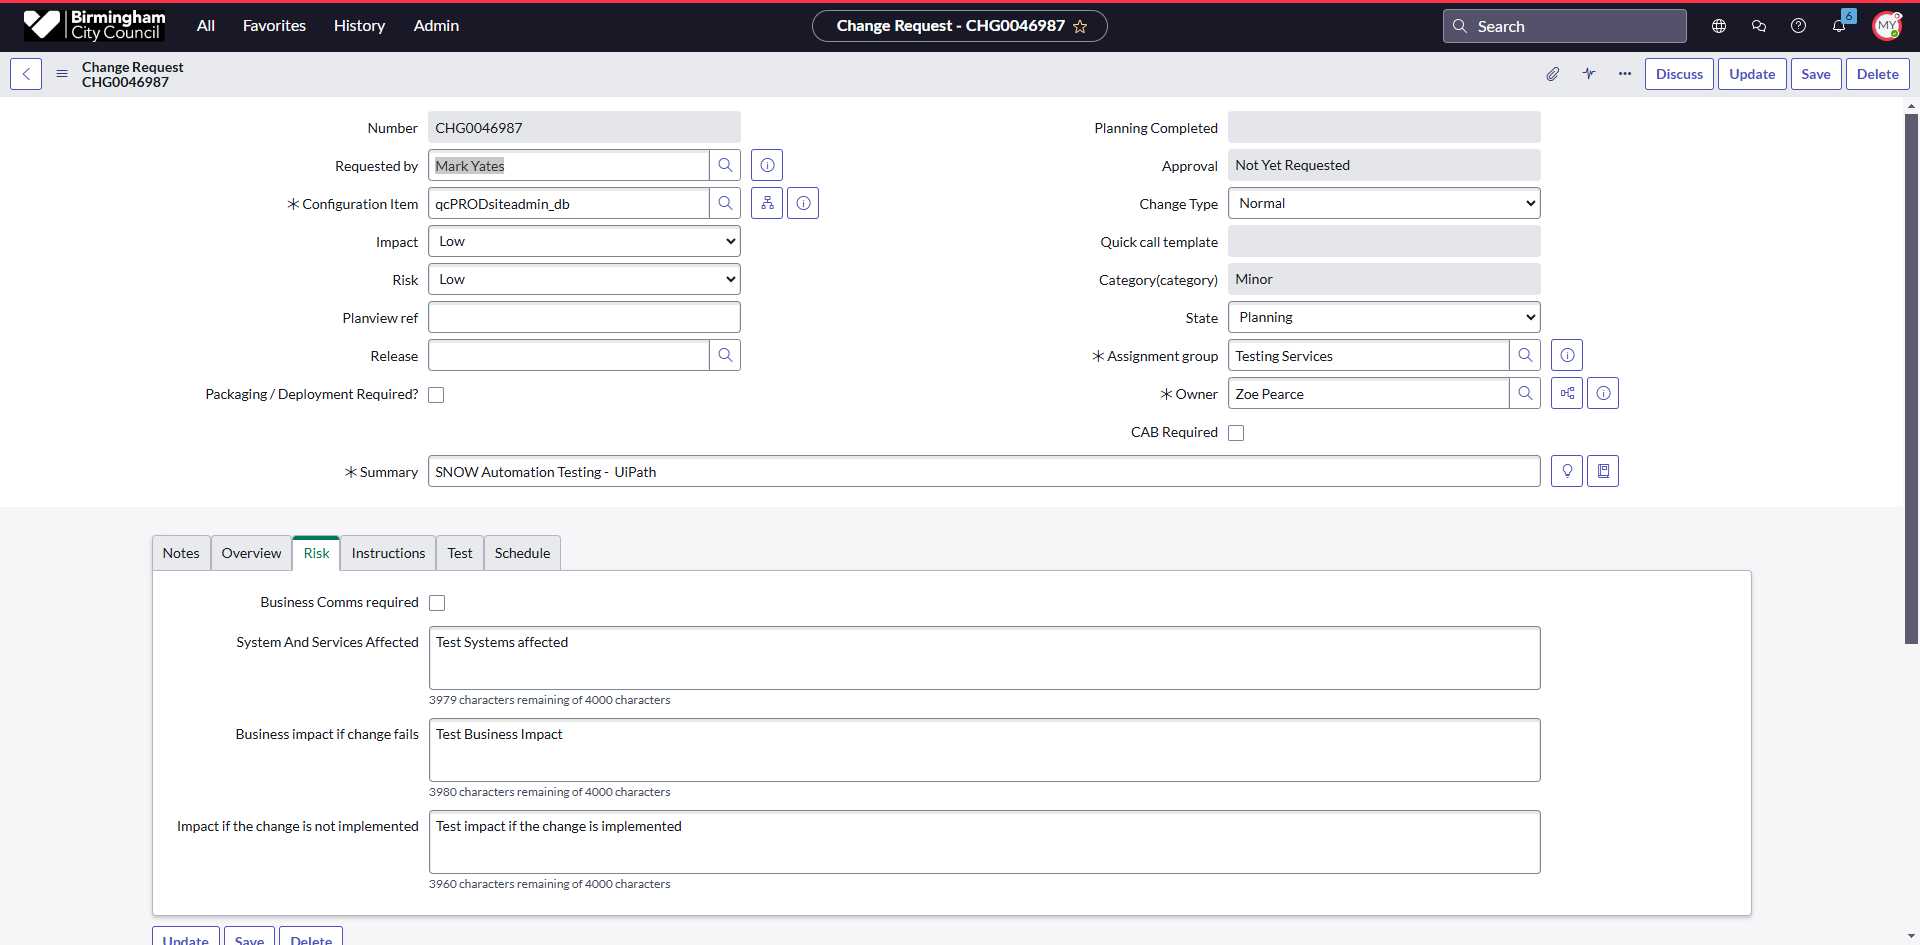 Birmingham
City Council
All
Favorites
History
Admin
Change Request - CHG0046987
Search
6
MY
Change Request
CHG0046987
Discuss
Update
Save
Delete
Number
CHG0046987
Requested by
Mark Yates
Configuration Item
qcPRODsiteadmin_db
Impact
Low
Risk
Low
Planview ref
Release
Packaging / Deployment Required?
Planning Completed
Approval
Not Yet Requested
Change Type
Normal
Quick call template
Category(category)
Minor
State
Planning
Assignment group
Testing Services
Owner
Zoe Pearce
CAB Required
Summary
SNOW Automation Testing -  UiPath
Notes
Overview
Risk
Instructions
Test
Schedule
Business Comms required
System And Services Affected
Test Systems affected
3979 characters remaining of 4000 characters
Business impact if change fails
Test Business Impact
3980 characters remaining of 4000 characters
Impact if the change is not implemented
Test impact if the change is implemented
3960 characters remaining of 4000 characters
Update
Save
Delete